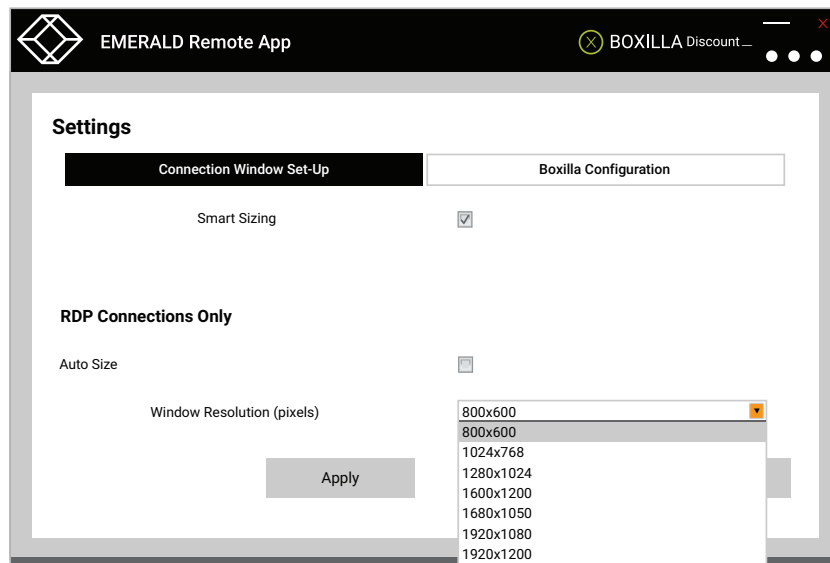 EMERALD Remote App
BOXILLA Discount
Settings
Connection Window Set-Up
Boxilla Configuration
Smart Sizing
RDP Connections Only
Auto Size
Window Resolution (pixels)
800x600
800x600
1024x768
1280x1024
1600x1200
1680x1050
1920x1080
1920x1200
Apply